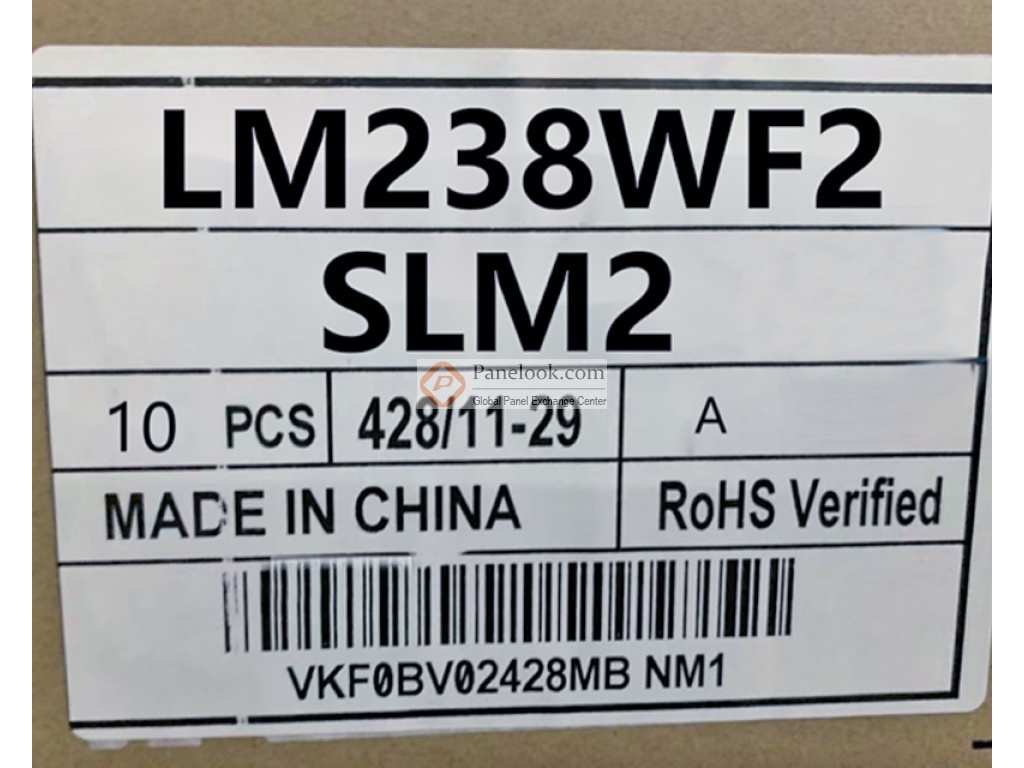 LM238WF2
SLM2
Panelook.com
Global Panel Exchange Center
10 PCS 428/11-29 A
MADE IN CHINA RoHS Verified
VKF0BV02428MB NM1